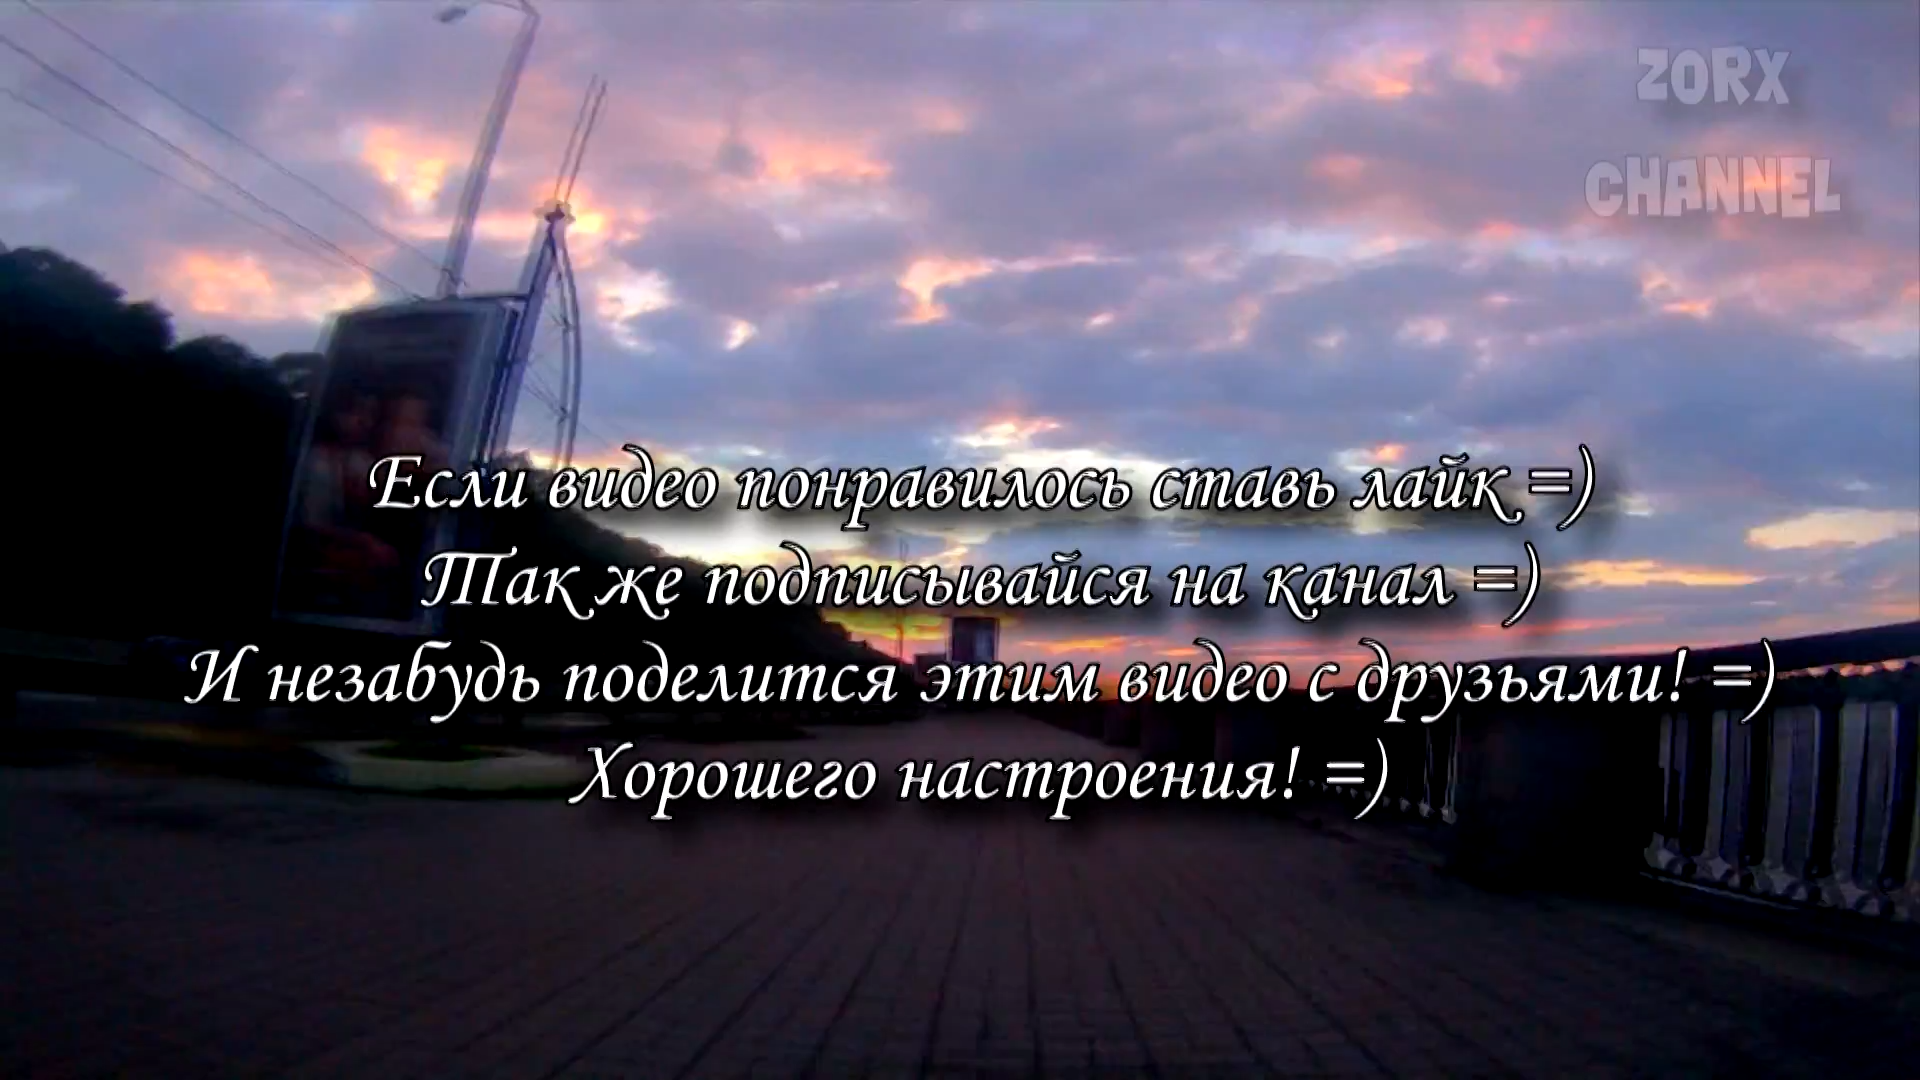 ZORX
CHANNEL
Если видео понравилось ставь лайк =)
Так же подписывайся на канал =)
И незабудь поделится этим видео с друзьями! =)
Хорошего настроения! =)